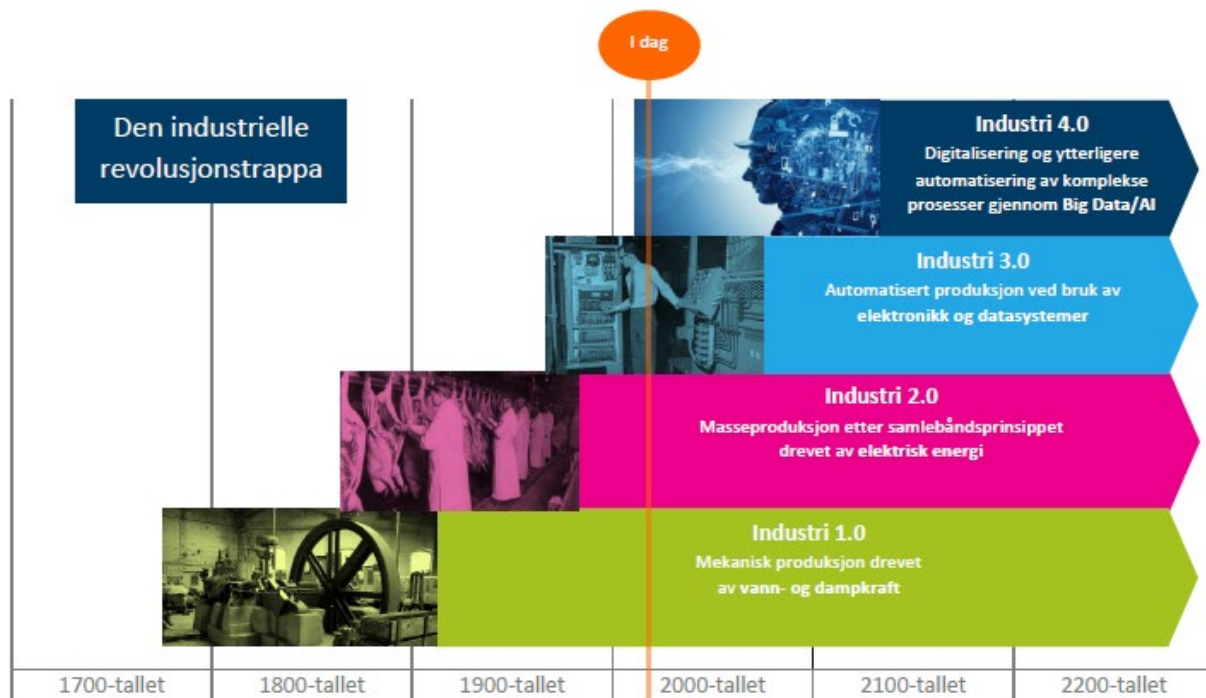 I dag
Den industrielle
revolusjonstrappa
Industri 4.0
Digitalisering og ytterligere
automatisering av komplekse
prosesser gjennom Big Data/AI
Industri 3.0
Automatisert produksjon ved bruk av
elektronikk og datasystemer
Industri 2.0
Masseproduksjon etter samlebåndsprinsippet
drevet av elektrisk energi
Industri 1.0
Mekanisk produksjon drevet
av vann- og dampkraft
1700-tallet
1800-tallet
1900-tallet
2000-tallet
2100-tallet
2200-tallet